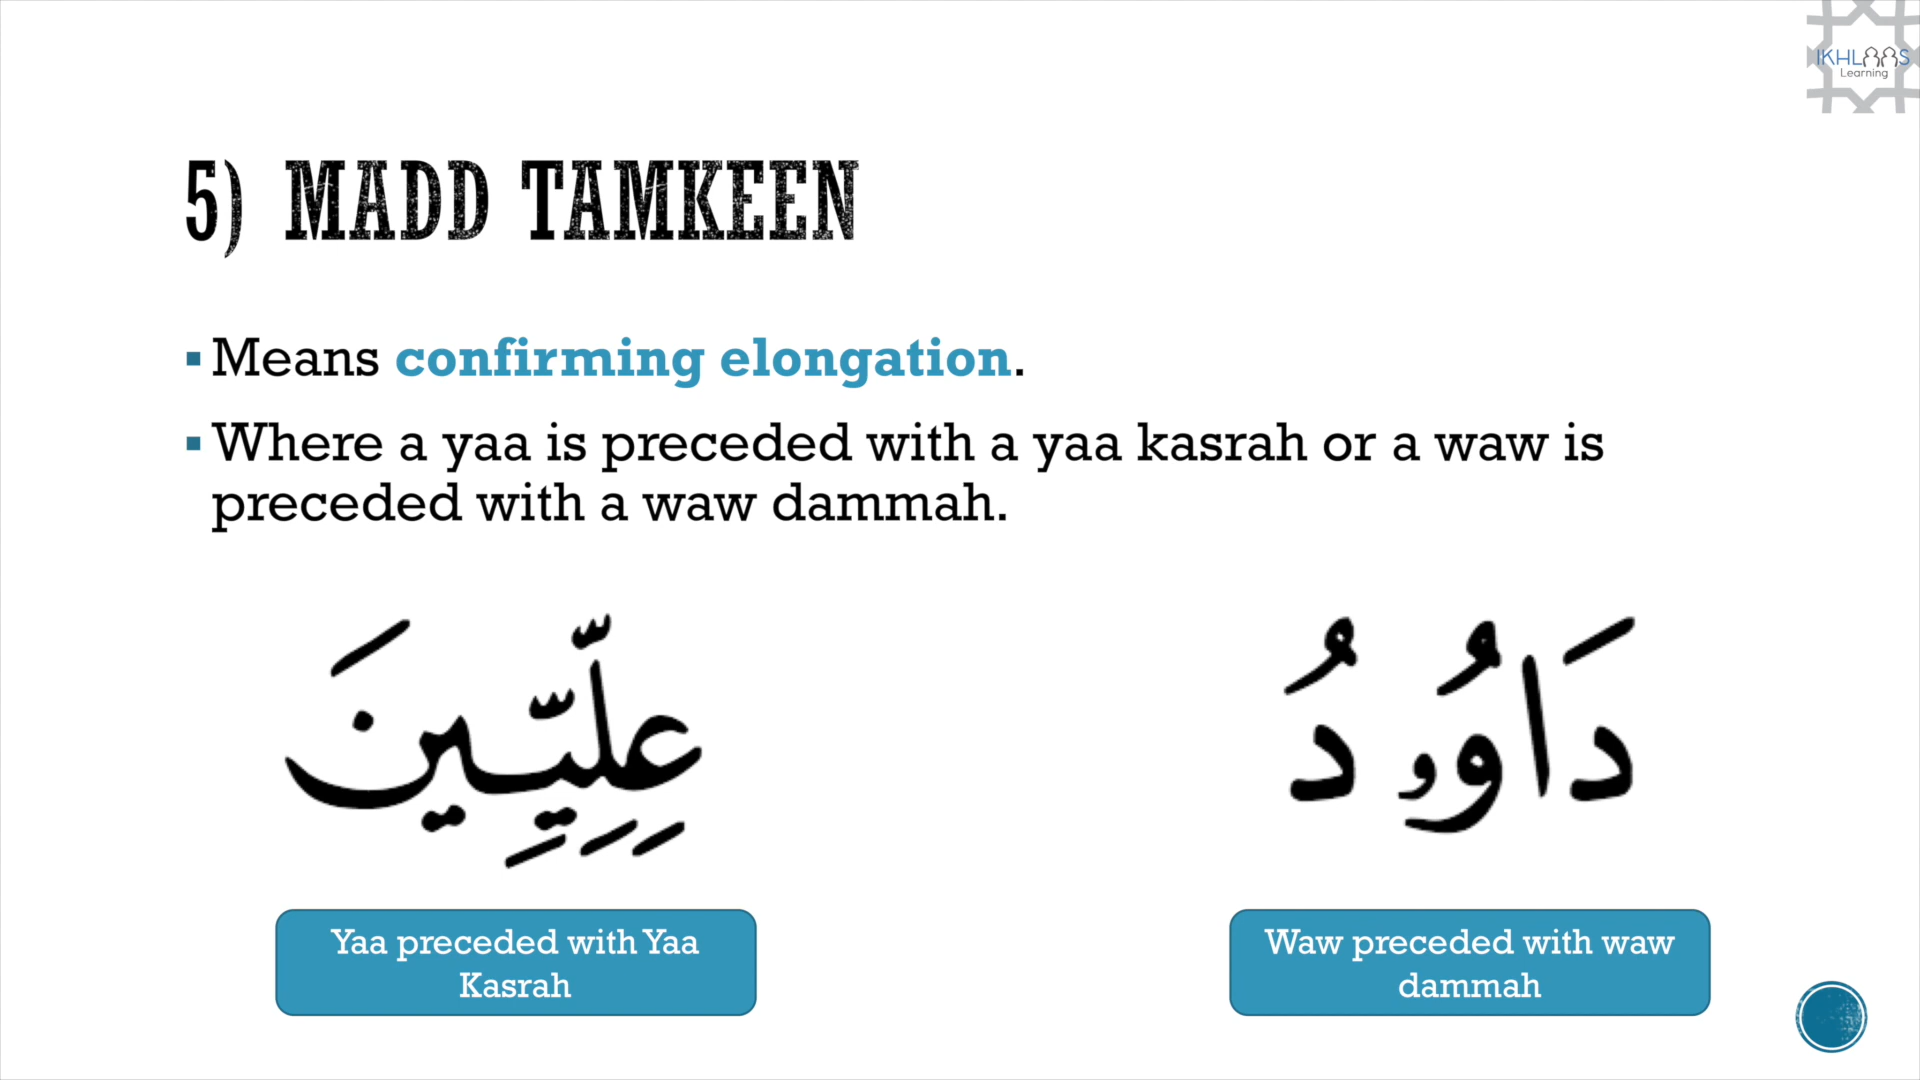 IKHLAAS
Learning
5) MADD TAMKEEN
▪ Means confirming elongation.
▪ Where a yaa is preceded with a yaa kasrah or a waw is
preceded with a waw dammah.
عِلِّيِّينَ
دَاوُۥدُ
Yaa preceded with Yaa
Kasrah
Waw preceded with waw
dammah